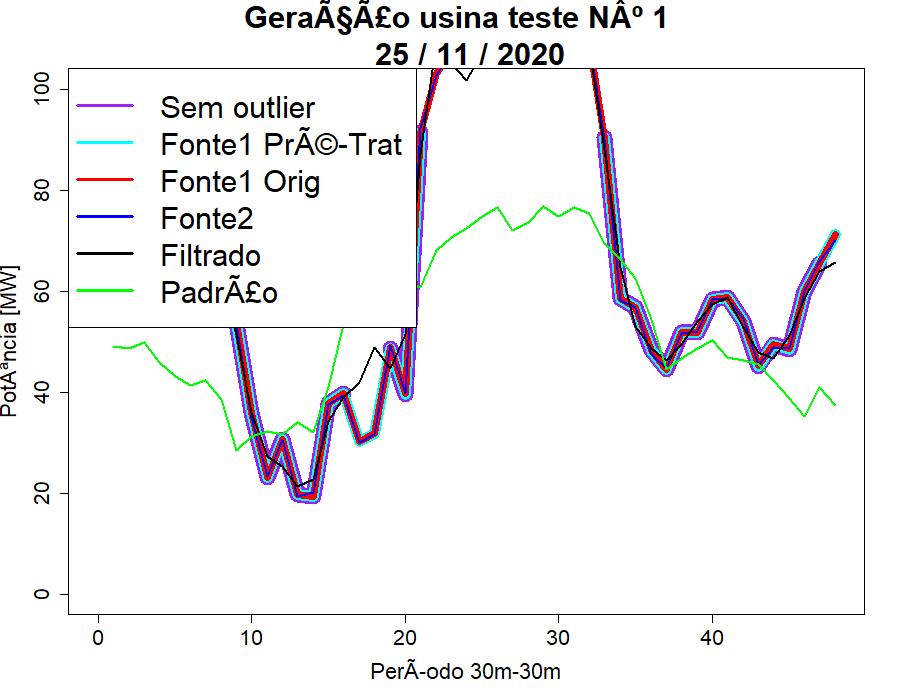 GeraÃ§Ã£o usina teste NÂº 1
25 / 11 / 2020
Sem outlier
Fonte1 PrÃ©-Trat
Fonte1 Orig
Fonte2
Filtrado
PadrÃ£o
PotÃªncia [MW]
100
80
60
40
20
0
0 10 20 30 40
PerÃ-odo 30m-30m